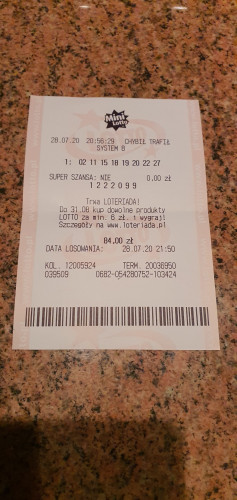 Mini
Lotto
28.07.20 20:56:29 CHYBIŁ TRAFIŁ
SYSTEM 8
1: 02 11 15 18 19 20 22 27
SUPER SZANSA: NIE 0.00 zł
1222099
Trwa LOTERIADA!
Do 31.08 kup dowolne produkty
LOTTO za min. 6 zł. i wygraj!
Szczegóły na www.loteriada.pl
84,00 zł
DATA LOSOWANIA: 28.07.20 21:50
KOL. 12005924 TERM. 20036950
039509 0682-054280752-103424